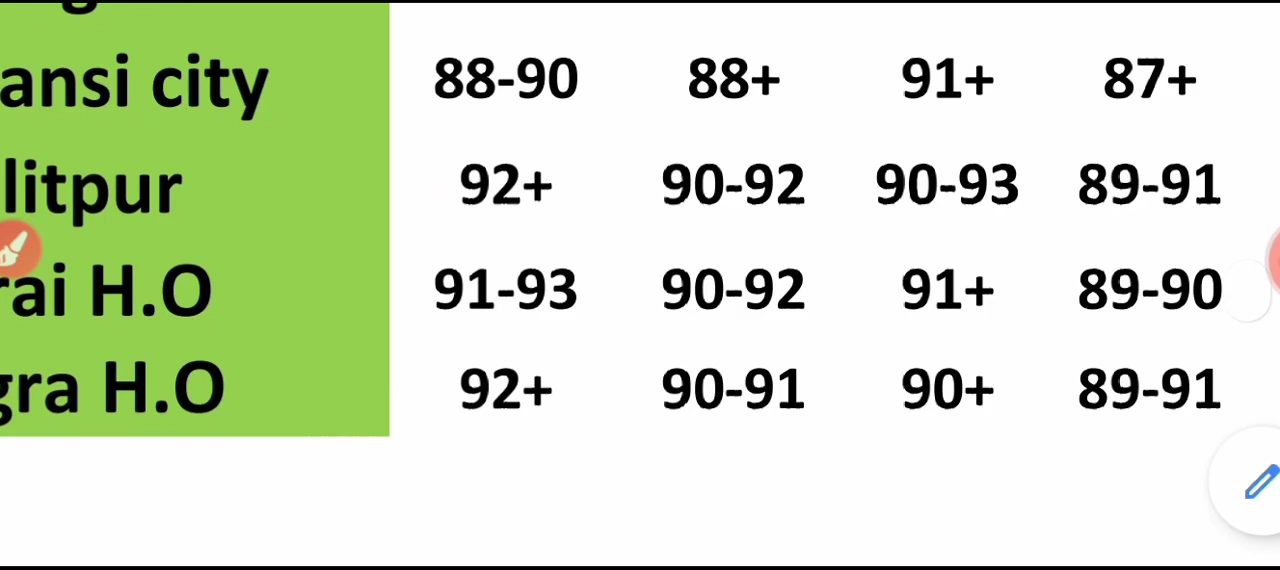 ansi city 88-90 88+ 91+ 87+
litpur 92+ 90-92 90-93 89-91
rai H.O 91-93 90-92 91+ 89-90
gra H.O 92+ 90-91 90+ 89-91